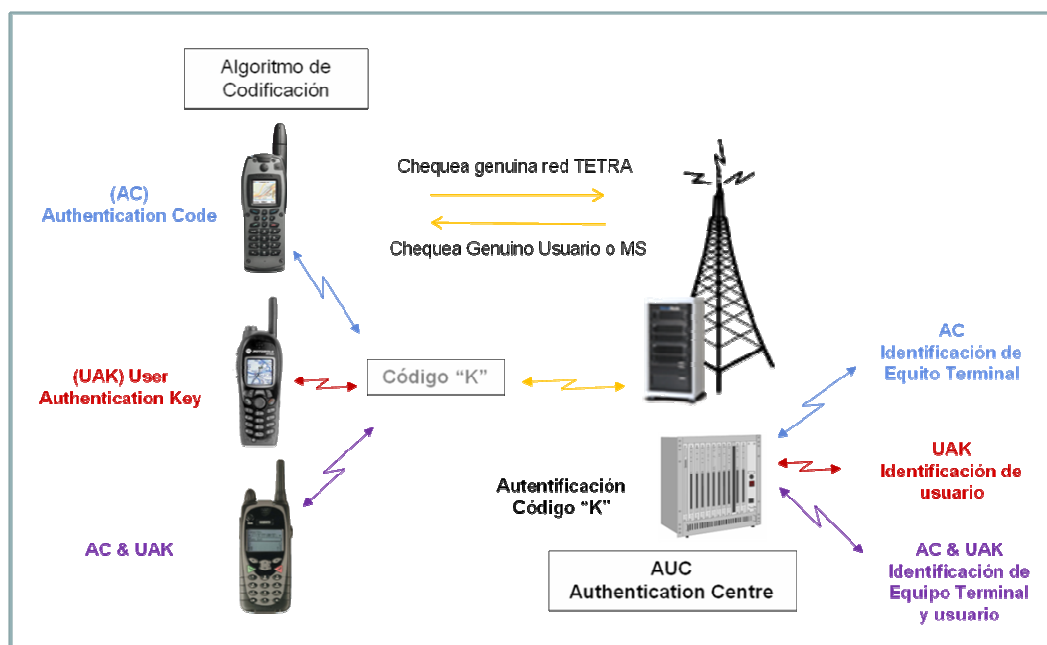 Algoritmo de
Codificación
(AC)
Authentication Code
Chequea genuina red TETRA
Chequea Genuino Usuario o MS
(UAK) User
Authentication Key
Código “K”
AC
Identificación de
Equito Terminal
UAK
Identificación de
usuario
Autentificación
Código “K”
AC & UAK
AUC
Authentication Centre
AC & UAK
Identificación de
Equipo Terminal
y usuario